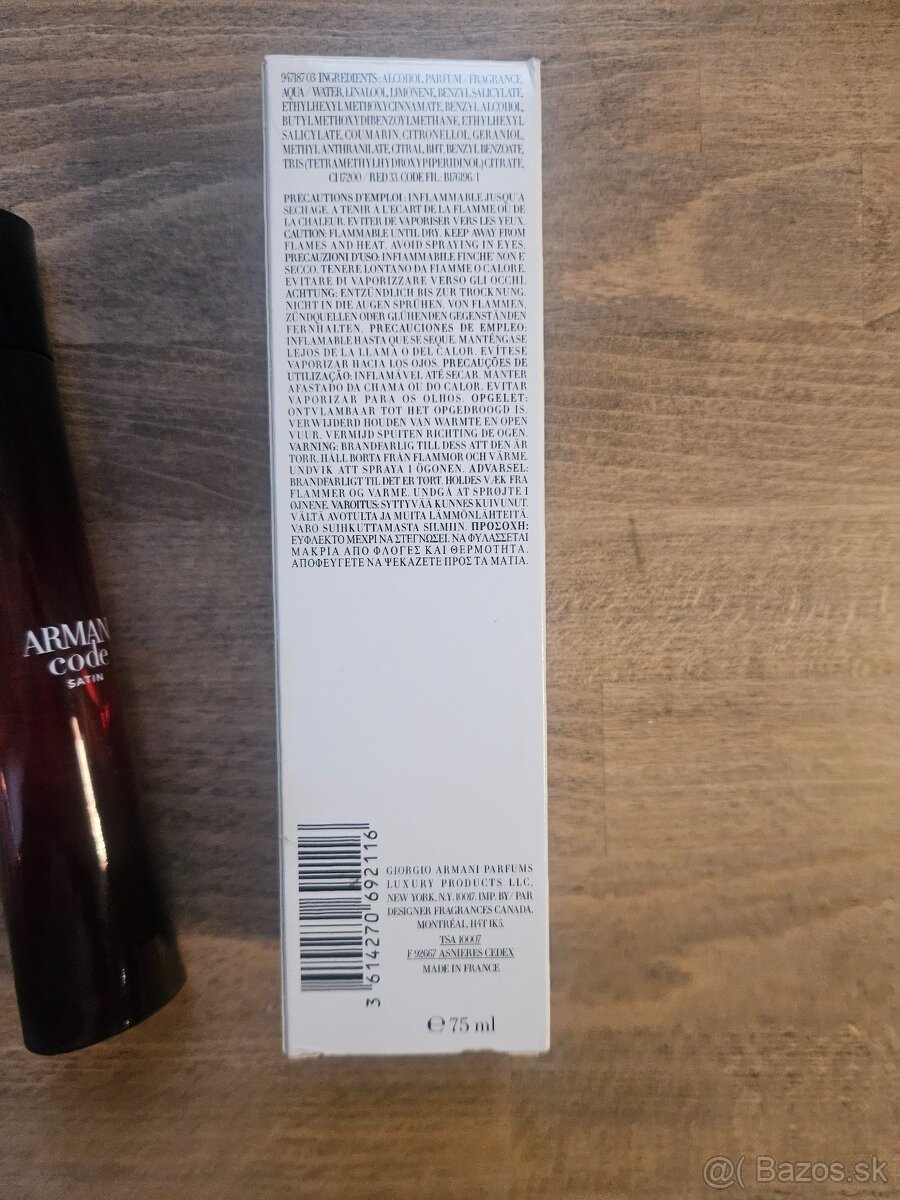 947187 03 INGREDIENTS: ALCOHOL, PARFUM / FRAGRANCE,
AQUA / WATER, LINALOOL, LIMONENE, BENZYL SALICYLATE,
ETHYLHEXYL METHOXYCINNAMATE, BENZYL ALCOHOL,
BUTYL METHOXYDIBENZOYLMETHANE, ETHYLHEXYL
SALICYLATE, COUMARIN, CITRONELLOL, GERANIOL,
METHYL ANTHRANILATE, CITRAL, BHT, BENZYL BENZOATE,
TRIS (TETRAMETHYLHYDROXYPIPERIDINOL) CITRATE,
CI 17200 / RED 33. CODE F.I.L.: B176196/1
PRECAUTIONS D'EMPLOI: INFLAMMABLE JUSQU'A
SECHAGE. A TENIR A L'ECART DE LA FLAMME OU DE
LA CHALEUR. EVITER DE VAPORISER VERS LES YEUX.
CAUTION: FLAMMABLE UNTIL DRY. KEEP AWAY FROM
FLAMES AND HEAT. AVOID SPRAYING IN EYES.
PRECAUZIONI D'USO: INFIAMMABILE FINCHE' NON E'
SECCO. TENERE LONTANO DA FIAMME O CALORE.
EVITARE DI VAPORIZZARE VERSO GLI OCCHI.
ACHTUNG: ENTZÜNDLICH BIS ZUR TROCKNUNG.
NICHT IN DIE AUGEN SPRÜHEN. VON FLAMMEN,
ZÜNDQUELLEN ODER GLÜHENDEN GEGENSTÄNDEN
FERNHALTEN. PRECAUCIONES DE EMPLEO:
INFLAMABLE HASTA QUE SE SEQUE. MANTÉNGASE
LEJOS DE LA LLAMA O DEL CALOR. EVÍTESE
VAPORIZAR HACIA LOS OJOS. PRECAUÇÕES DE
UTILIZAÇÃO: INFLAMÁVEL ATÉ SECAR. MANTER
AFASTADO DA CHAMA OU DO CALOR. EVITAR
VAPORIZAR PARA OS OLHOS. OPGELET:
ONTVLAMBAAR TOT HET OPGEDROOGD IS.
VERWIJDERD HOUDEN VAN WARMTE EN OPEN
VUUR. VERMIJD SPUITEN RICHTING DE OGEN.
VARNING: BRANDFARLIG TILL DESS ATT DEN ÄR
TORR. HÅLL BORTA FRÅN FLAMMOR OCH VÄRME.
UNDVIK ATT SPRAYA I ÖGONEN. ADVARSEL:
BRANDFARLIGT TIL DET ER TØRT. HOLDES VÆK FRA
FLAMMER OG VARME. UNDGÅ AT SPRØJTE I
ØJNENE. VAROITUS: SYTTYVÄÄ KUNNES KUIVUNUT.
VÄLTÄ AVOTULTA JA MUITA LÄMMÖNLÄHTEITÄ.
VARO SUIHKUTTAMASTA SILMIIN. ΠΡΟΣΟΧΗ:
ΕΥΦΛΕΚΤΟ ΜΕΧΡΙ ΝΑ ΣΤΕΓΝΩΣΕΙ. ΝΑ ΦΥΛΑΣΣΕΤΑΙ
ΜΑΚΡΙΑ ΑΠΟ ΦΛΟΓΕΣ ΚΑΙ ΘΕΡΜΟΤΗΤΑ.
ΑΠΟΦΕΥΓΕΤΕ ΝΑ ΨΕΚΑΖΕΤΕ ΠΡΟΣ ΤΑ ΜΑΤΙΑ.
ARMAN
code
SATIN
3 614270 692116
GIORGIO ARMANI PARFUMS
LUXURY PRODUCTS LLC,
NEW YORK, N.Y. 10017. IMP. BY / PAR
DESIGNER FRAGRANCES CANADA,
MONTRÉAL, H4T 1K5.
TSA 10007
F 92667 ASNIERES CEDEX
MADE IN FRANCE
℮ 75 ml
@( Bazos.sk